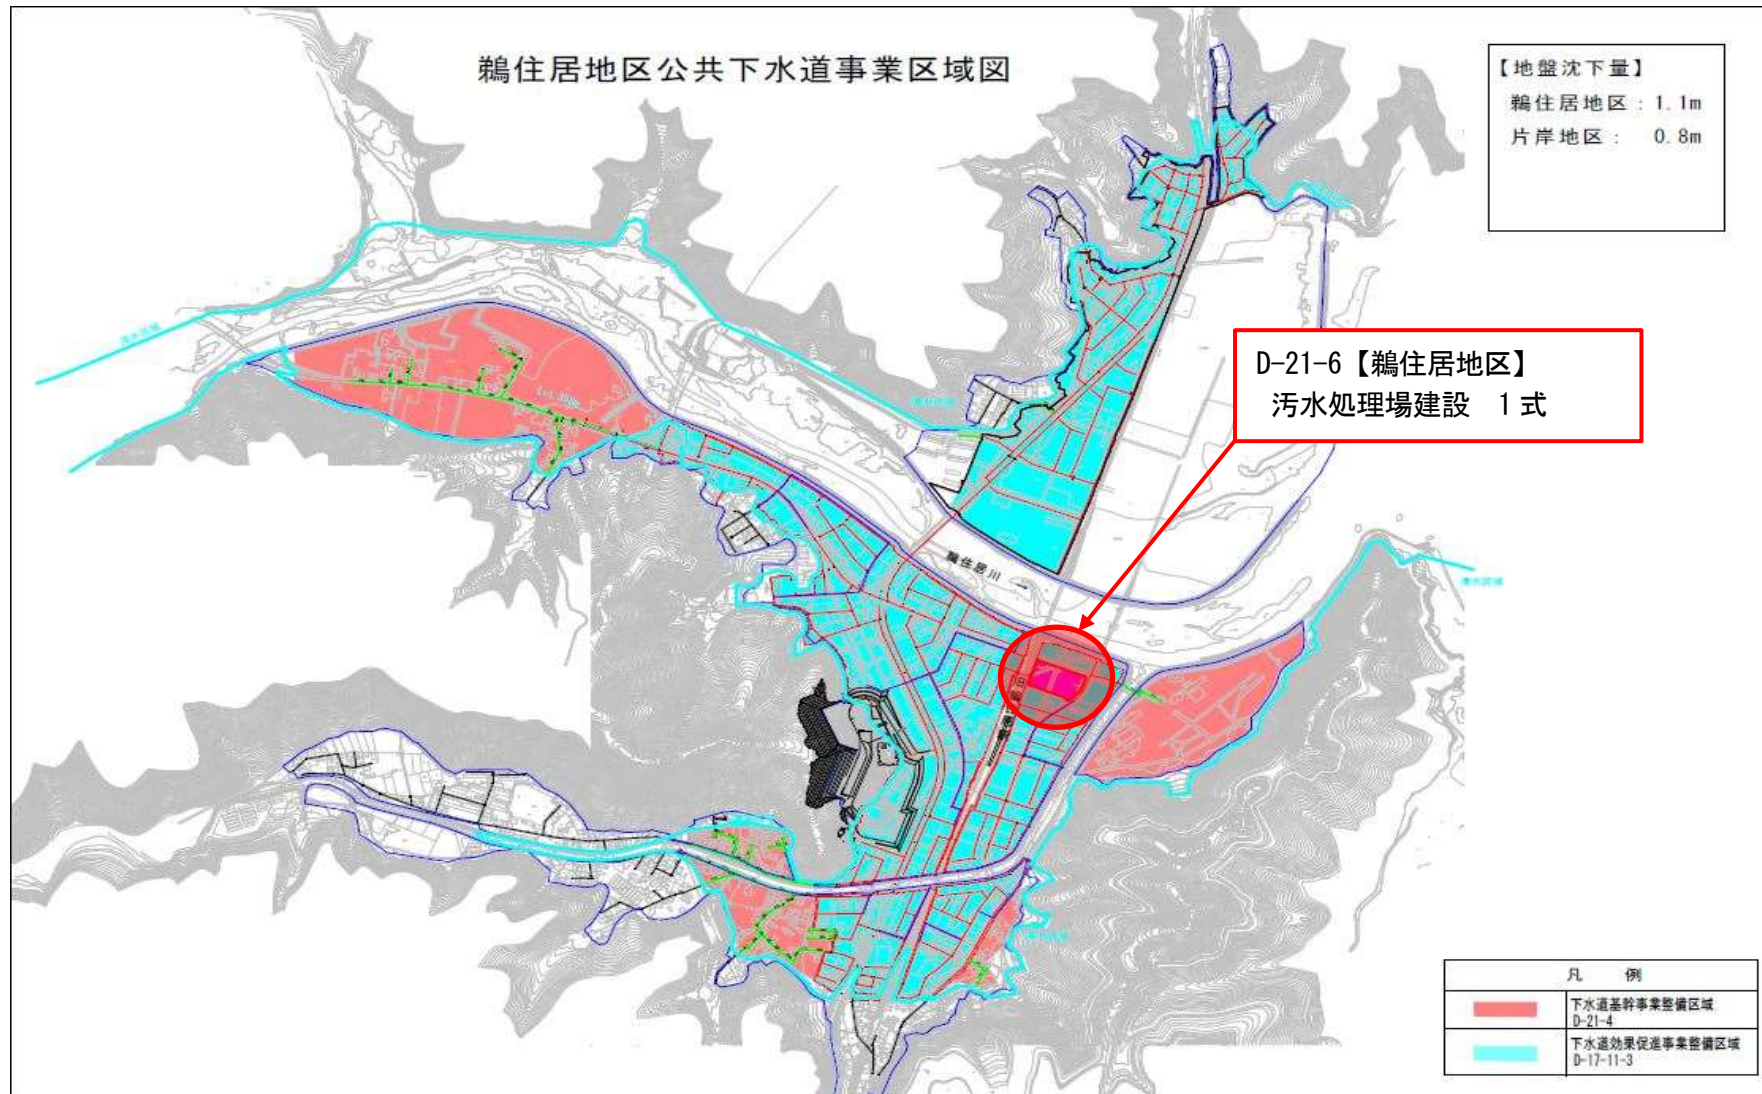 鵜住居地区公共下水道事業区域図
【地盤沈下量】
鵜住居地区：1.1m
片岸地区： 0.8m
D-21-6【鵜住居地区】
汚水処理場建設 1式
鵜住居川
凡 例
下水道基幹事業整備区域
D-21-4
下水道効果促進事業整備区域
D-17-11-3